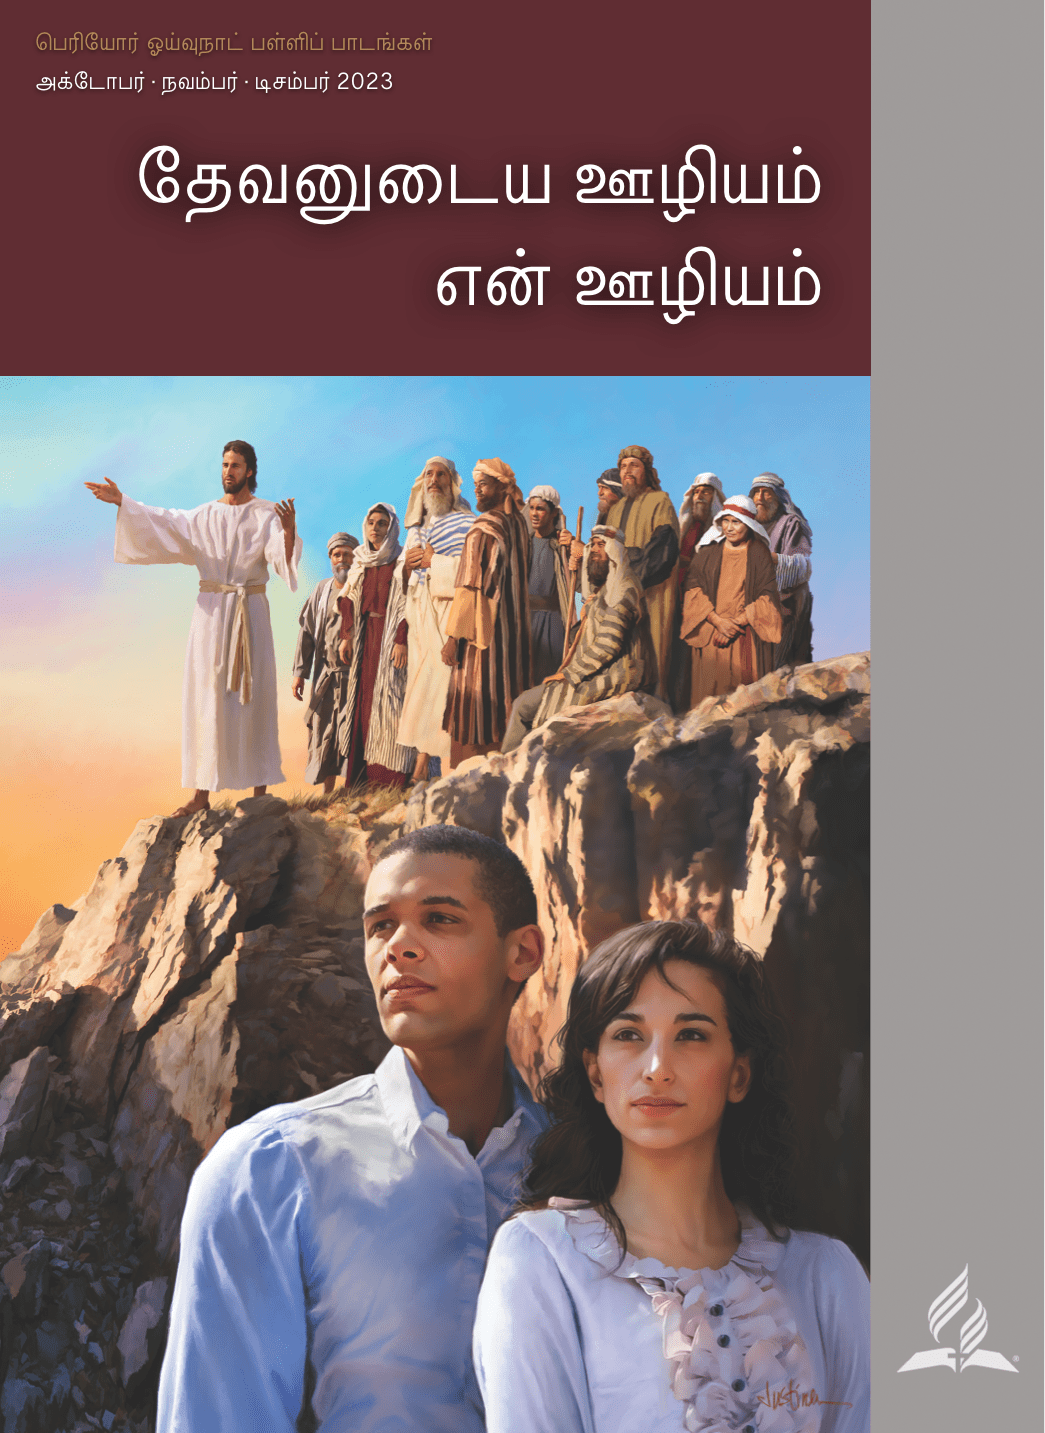 பெரியோர் ஓய்வுநாட் பள்ளிப் பாடங்கள்
அக்டோபர் · நவம்பர் · டிசம்பர் 2023
தேவனுடைய ஊழியம்
என் ஊழியம்
®